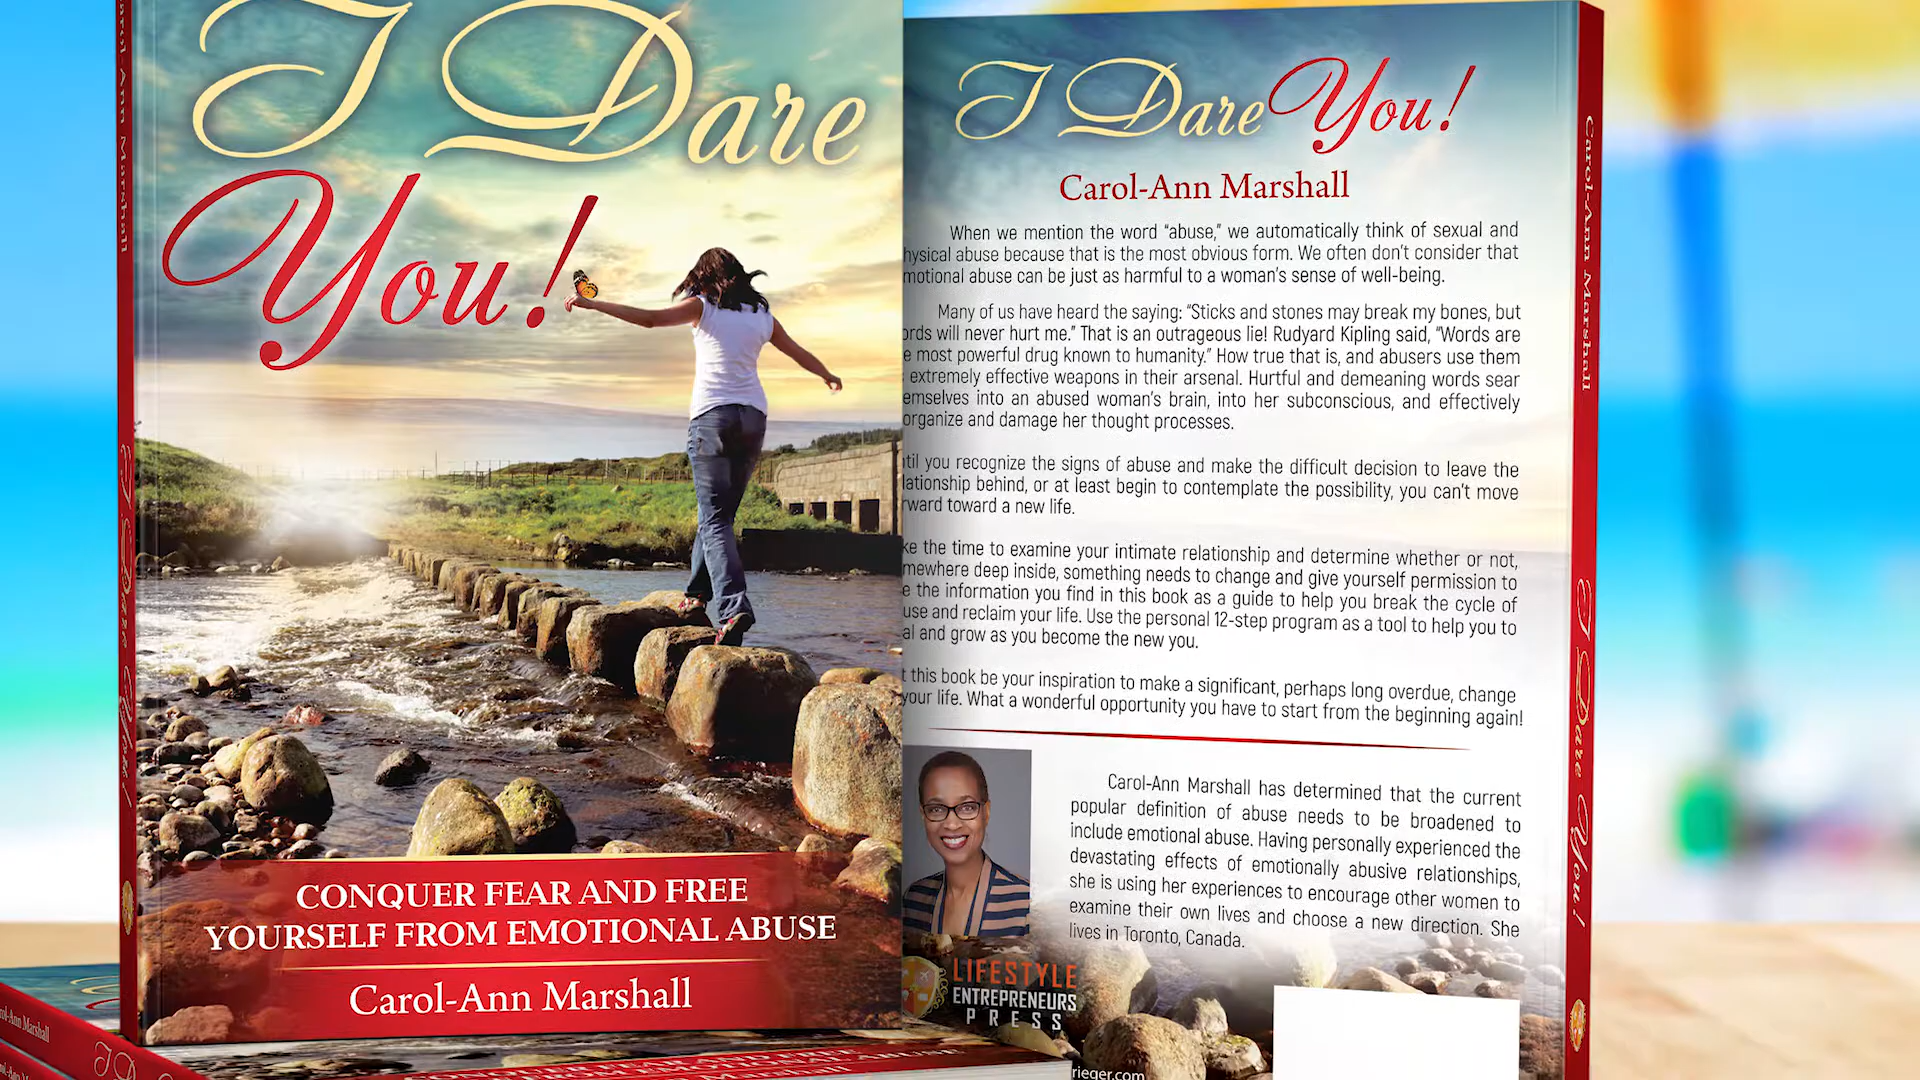 I Dare
You!
CONQUER FEAR AND FREE
YOURSELF FROM EMOTIONAL ABUSE
Carol-Ann Marshall
Ann Marshall
I Dare You!
I Dare You!
Carol-Ann Marshall
When we mention the word “abuse,” we automatically think of sexual and
hysical abuse because that is the most obvious form. We often don’t consider that
motional abuse can be just as harmful to a woman’s sense of well-being.
Many of us have heard the saying: “Sticks and stones may break my bones, but
ords will never hurt me.” That is an outrageous lie! Rudyard Kipling said, “Words are
e most powerful drug known to humanity.” How true that is, and abusers use them
extremely effective weapons in their arsenal. Hurtful and demeaning words sear
emselves into an abused woman’s brain, into her subconscious, and effectively
organize and damage her thought processes.
til you recognize the signs of abuse and make the difficult decision to leave the
lationship behind, or at least begin to contemplate the possibility, you can’t move
rward toward a new life.
ke the time to examine your intimate relationship and determine whether or not,
mewhere deep inside, something needs to change and give yourself permission to
e the information you find in this book as a guide to help you break the cycle of
use and reclaim your life. Use the personal 12-step program as a tool to help you to
al and grow as you become the new you.
t this book be your inspiration to make a significant, perhaps long overdue, change
your life. What a wonderful opportunity you have to start from the beginning again!
Carol-Ann Marshall has determined that the current
popular definition of abuse needs to be broadened to
include emotional abuse. Having personally experienced the
devastating effects of emotionally abusive relationships,
she is using her experiences to encourage other women to
examine their own lives and choose a new direction. She
lives in Toronto, Canada.
LIFESTYLE
ENTREPRENEURS
PRESS
rieger.com
Carol-Ann Marshall
I Dare You!
rol-Ann Marshall